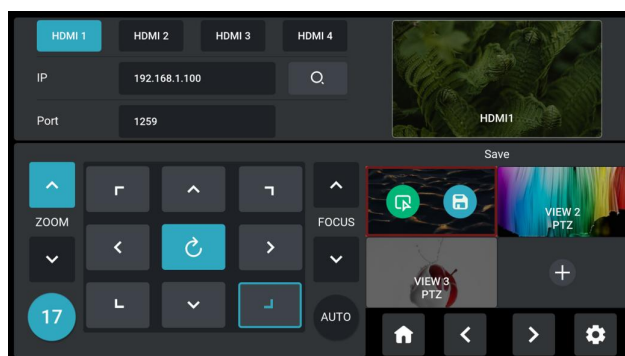 HDMI 1 HDMI 2 HDMI 3 HDMI 4
IP 192.168.1.100
Port 1259
HDMI1
Save
ZOOM
17
FOCUS
AUTO
VIEW 2
PTZ
VIEW 3
PTZ